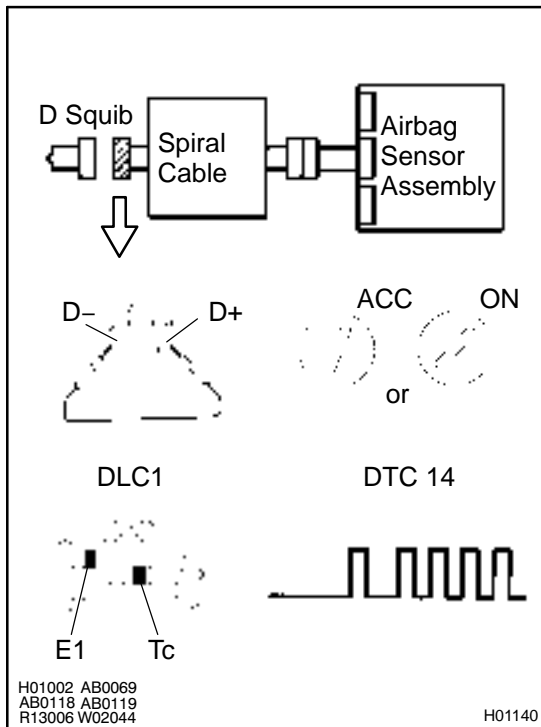 D Squib
Spiral
Cable
Airbag
Sensor
Assembly
D− D+
ACC ON
or
DLC1 DTC 14
E1 Tc
H01002 AB0069
AB0118 AB0119
R13006 W02044
H01140